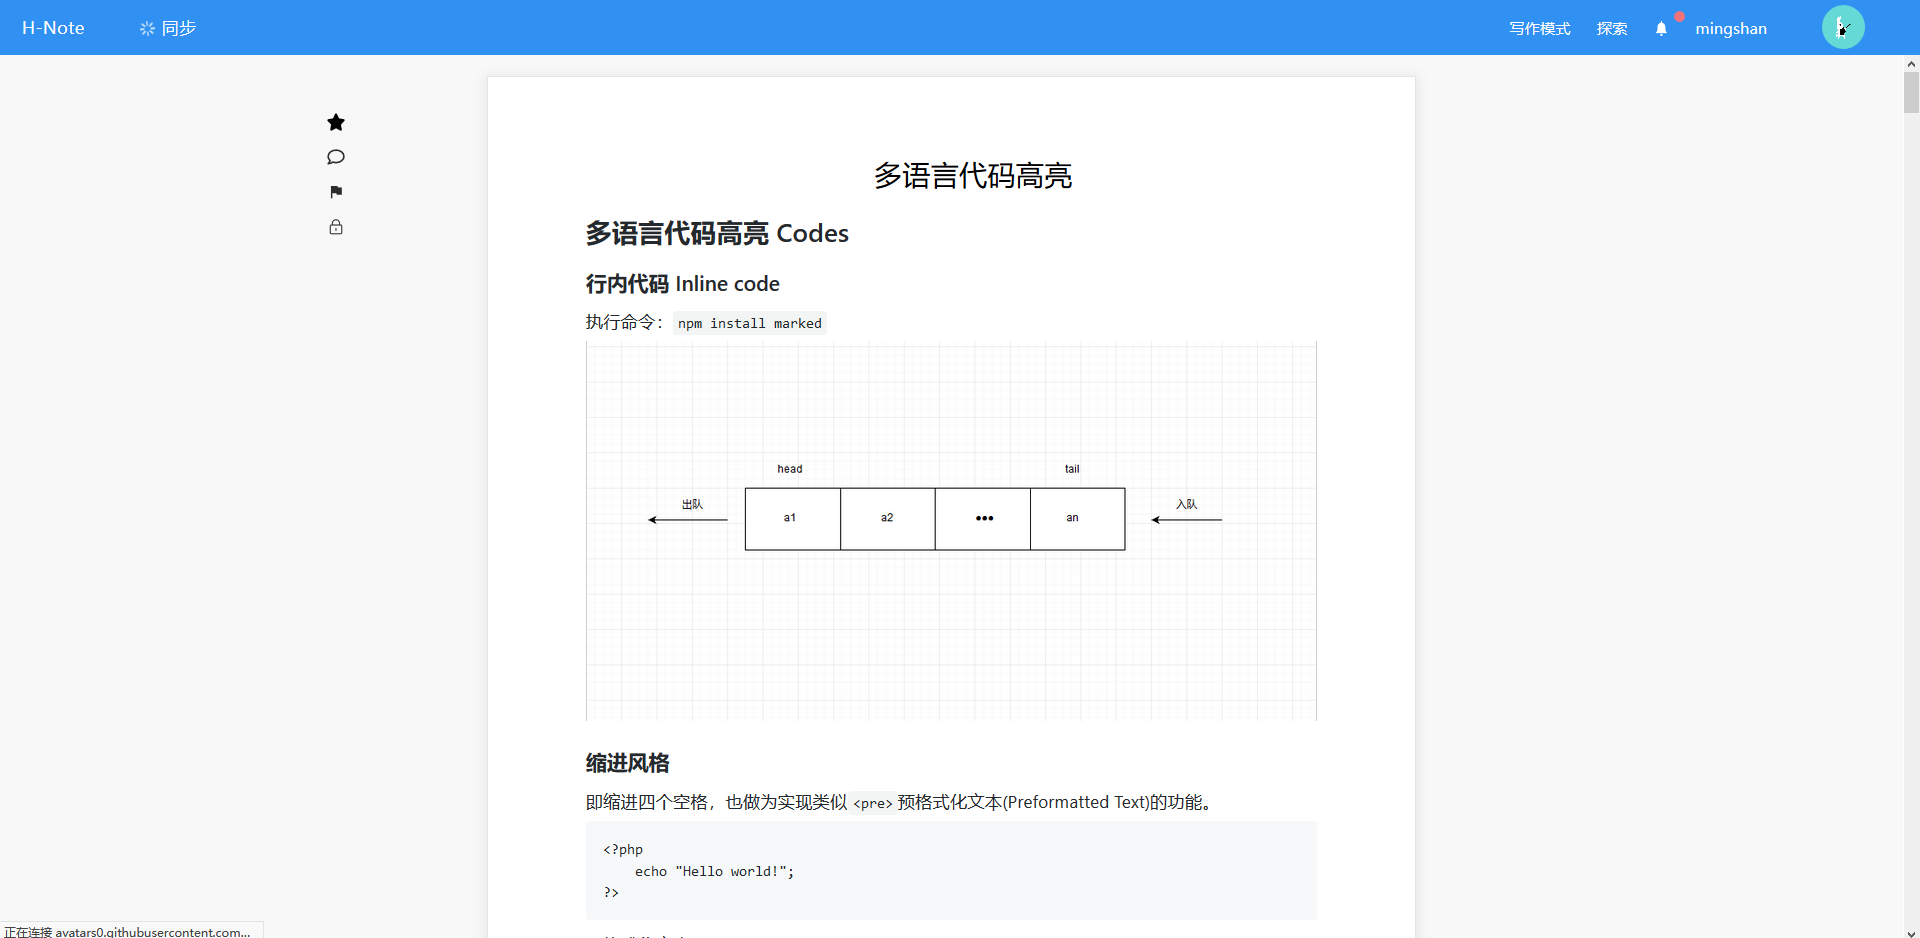 H-Note 同步 写作模式 探索 mingshan
多语言代码高亮
多语言代码高亮 Codes
行内代码 Inline code
执行命令： npm install marked
head tail
出队 a1 a2 ••• an 入队
缩进风格
即缩进四个空格，也做为实现类似 <pre> 预格式化文本(Preformatted Text)的功能。
<?php
    echo "Hello world!";
?>
正在连接 avatars0.githubusercontent.com...